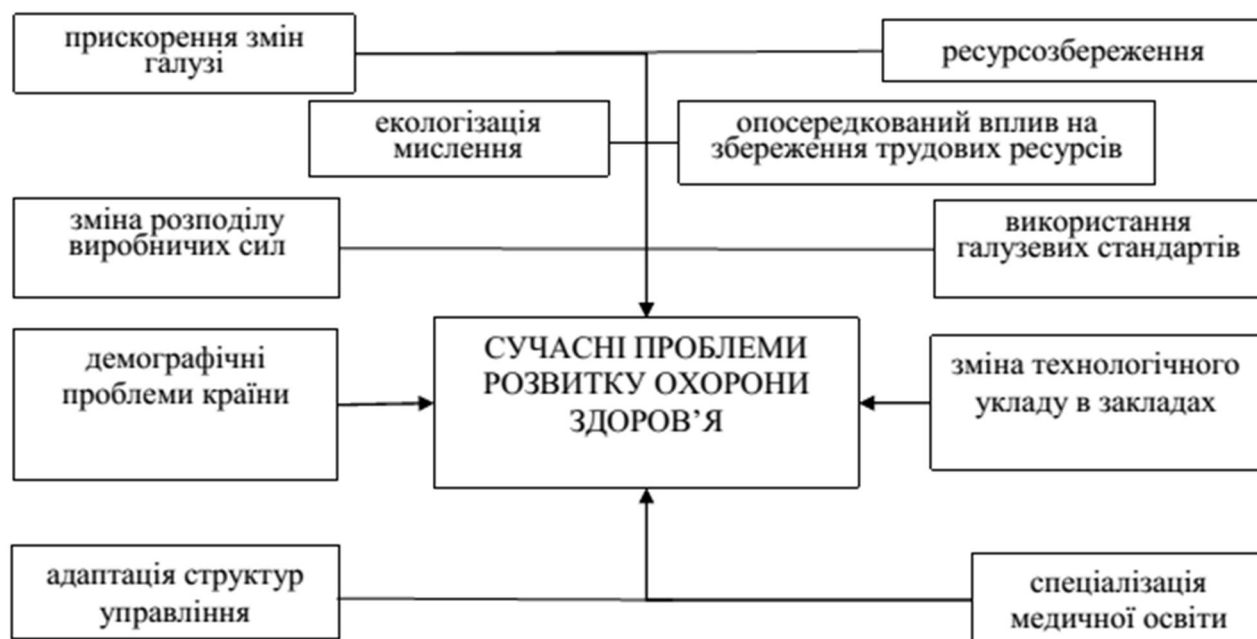 прискорення змін
галузі
ресурсозбереження
екологізація
мислення
опосередкований вплив на
збереження трудових ресурсів
зміна розподілу
виробничих сил
використання
галузевих стандартів
демографічні
проблеми країни
СУЧАСНІ ПРОБЛЕМИ
РОЗВИТКУ ОХОРОНИ
ЗДОРОВ’Я
зміна технологічного
укладу в закладах
адаптація структур
управління
спеціалізація
медичної освіти